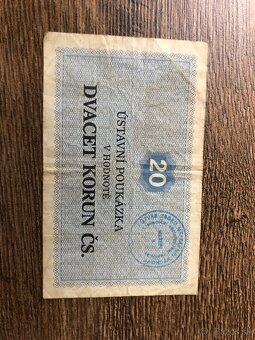 ÚSTAVNÍ POUKÁZKA
V HODNOTĚ
DVACET KORUN ČS.
20